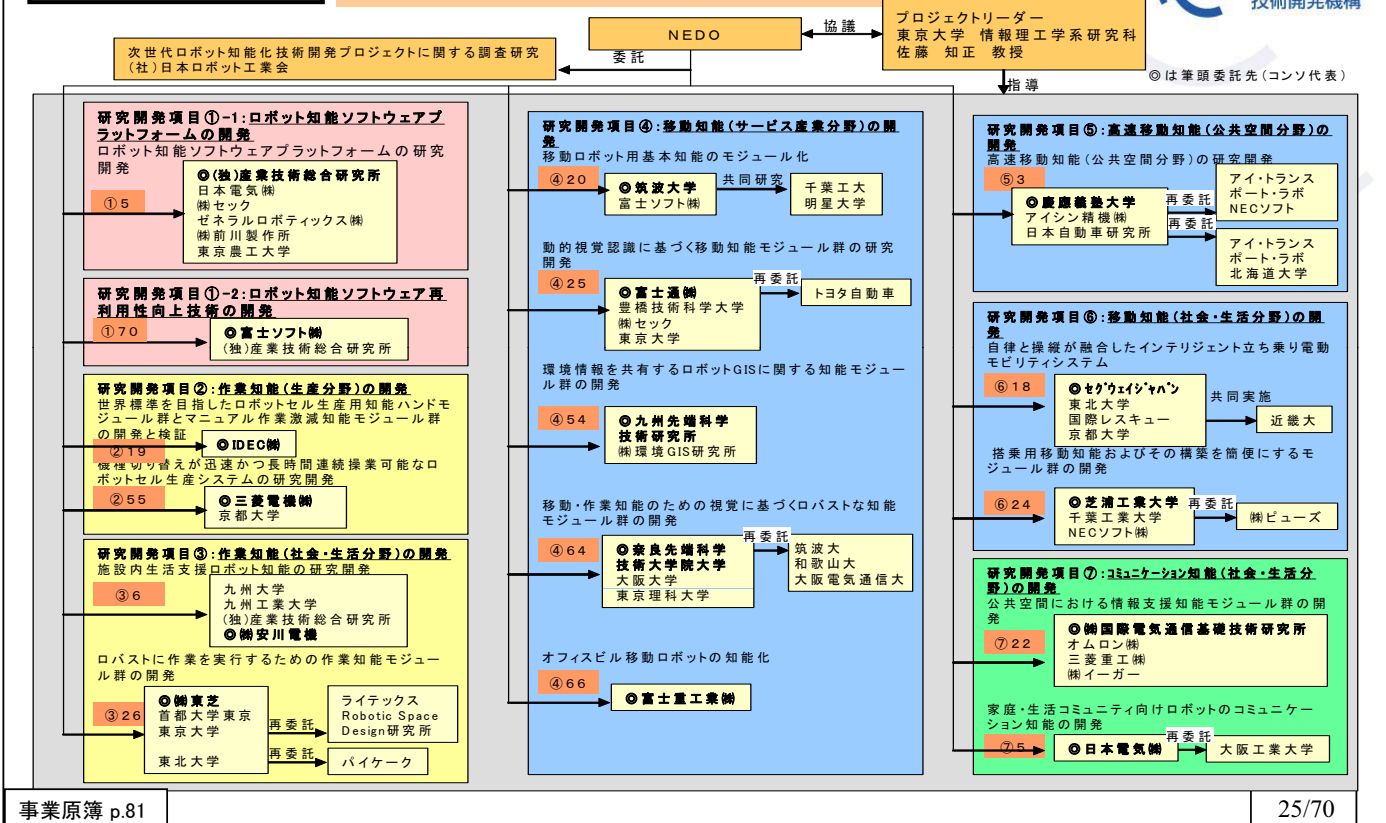 技術開発機構
NEDO
協議
プロジェクトリーダー
東京大学 情報理工学系研究科
佐藤 知正 教授
次世代ロボット知能化技術開発プロジェクトに関する調査研究
(社)日本ロボット工業会
委託
指導
◎は筆頭委託先(コンソ代表)
研究開発項目①-1:ロボット知能ソフトウェアプ
ラットフォームの開発
ロボット知能ソフトウェアプラットフォームの研究
開発
①5
◎(独)産業技術総合研究所
日本電気㈱
㈱セック
ゼネラルロボティックス㈱
㈱前川製作所
東京農工大学
研究開発項目①-2:ロボット知能ソフトウェア再
利用性向上技術の開発
①70
◎富士ソフト㈱
(独)産業技術総合研究所
研究開発項目②:作業知能(生産分野)の開発
世界標準を目指したロボットセル生産用知能ハンドモ
ジュール群とマニュアル作業激減知能モジュール群
の開発と検証
②19
◎IDEC㈱
機種切り替えが迅速かつ長時間連続操業可能なロ
ボットセル生産システムの研究開発
②55
◎三菱電機㈱
京都大学
研究開発項目③:作業知能(社会・生活分野)の開発
施設内生活支援ロボット知能の研究開発
③6
九州大学
九州工業大学
(独)産業技術総合研究所
◎㈱安川電機
ロバストに作業を実行するための作業知能モジュー
ル群の開発
③26
◎㈱東芝
首都大学東京
東京大学
東北大学
再委託
ライテックス
Robotic Space
Design研究所
再委託
パイケーク
研究開発項目④:移動知能(サービス産業分野)の開
発
移動ロボット用基本知能のモジュール化
④20
◎筑波大学
富士ソフト㈱
共同研究
千葉工大
明星大学
動的視覚認識に基づく移動知能モジュール群の研究
開発
④25
◎富士通㈱
豊橋技術科学大学
㈱セック
東京大学
再委託
トヨタ自動車
環境情報を共有するロボットGISに関する知能モジュー
ル群の開発
④54
◎九州先端科学
技術研究所
㈱環境GIS研究所
移動・作業知能のための視覚に基づくロバストな知能
モジュール群の開発
④64
◎奈良先端科学
技術大学院大学
大阪大学
東京理科大学
再委託
筑波大
和歌山大
大阪電気通信大
オフィスビル移動ロボットの知能化
④66
◎富士重工業㈱
研究開発項目⑤:高速移動知能(公共空間分野)の
開発
高速移動知能(公共空間分野)の研究開発
⑤3
◎慶應義塾大学
アイシン精機㈱
日本自動車研究所
再委託
アイ・トランス
ポート・ラボ
NECソフト
再委託
アイ・トランス
ポート・ラボ
北海道大学
研究開発項目⑥:移動知能(社会・生活分野)の開
発
自律と操縦が融合したインテリジェント立ち乗り電動
モビリティシステム
⑥18
◎セグウェイジャパン
東北大学
国際レスキュー
京都大学
共同実施
近畿大
搭乗用移動知能およびその構築を簡便にするモ
ジュール群の開発
⑥24
◎芝浦工業大学
千葉工業大学
NECソフト㈱
再委託
㈱ピューズ
研究開発項目⑦:コミュニケーション知能(社会・生活分
野)の開発
公共空間における情報支援知能モジュール群の開
発
⑦22
◎㈱国際電気通信基礎技術研究所
オムロン㈱
三菱重工㈱
㈱イーガー
家庭・生活コミュニティ向けロボットのコミュニケー
ション知能の開発
⑦5
◎日本電気㈱
再委託
大阪工業大学
事業原簿 p.81
25/70